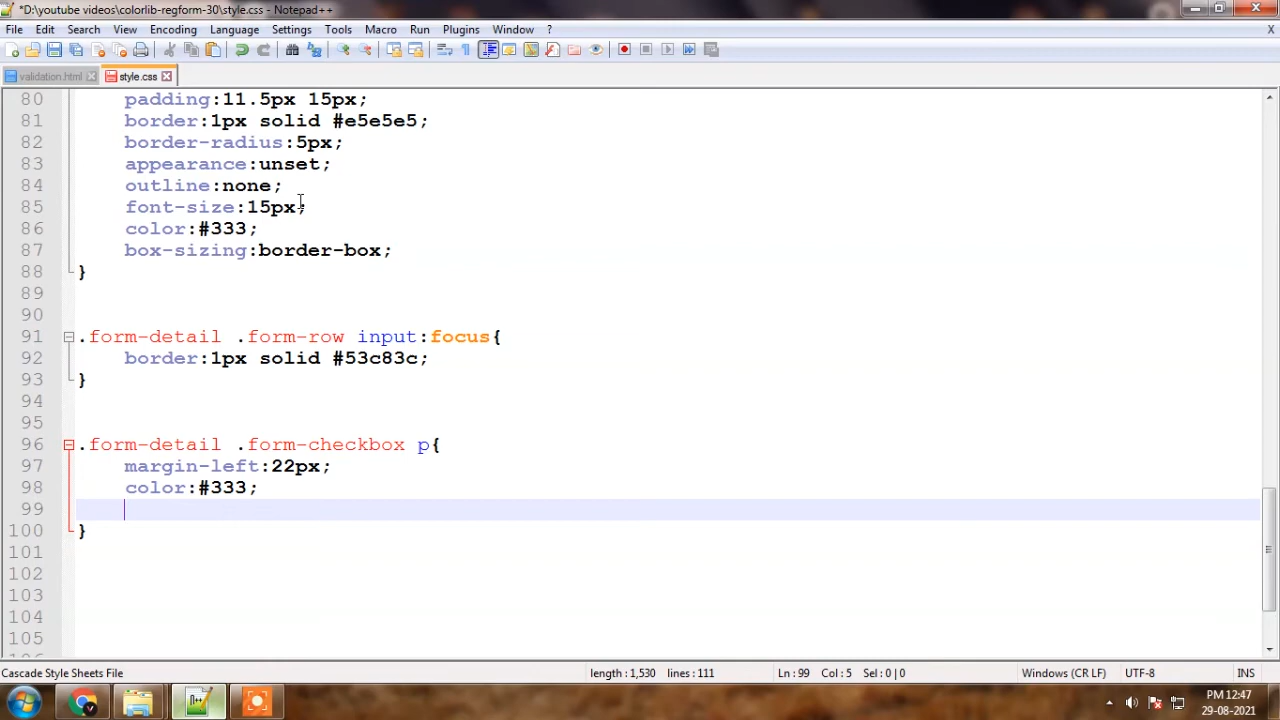 *D:\youtube videos\colorlib-regform-30\style.css - Notepad++
File Edit Search View Encoding Language Settings Tools Macro Run Plugins Window ? X
validation.html style.css
80 padding:11.5px 15px;
81 border:1px solid #e5e5e5;
82 border-radius:5px;
83 appearance:unset;
84 outline:none;
85 font-size:15px;
86 color:#333;
87 box-sizing:border-box;
88 }
89
90
91 .form-detail .form-row input:focus{
92 border:1px solid #53c83c;
93 }
94
95
96 .form-detail .form-checkbox p{
97 margin-left:22px;
98 color:#333;
99
100 }
101
102
103
104
105
Cascade Style Sheets File length : 1,530 lines : 111 Ln : 99 Col : 5 Sel : 0 | 0 Windows (CR LF) UTF-8 INS
PM 12:47
29-08-2021